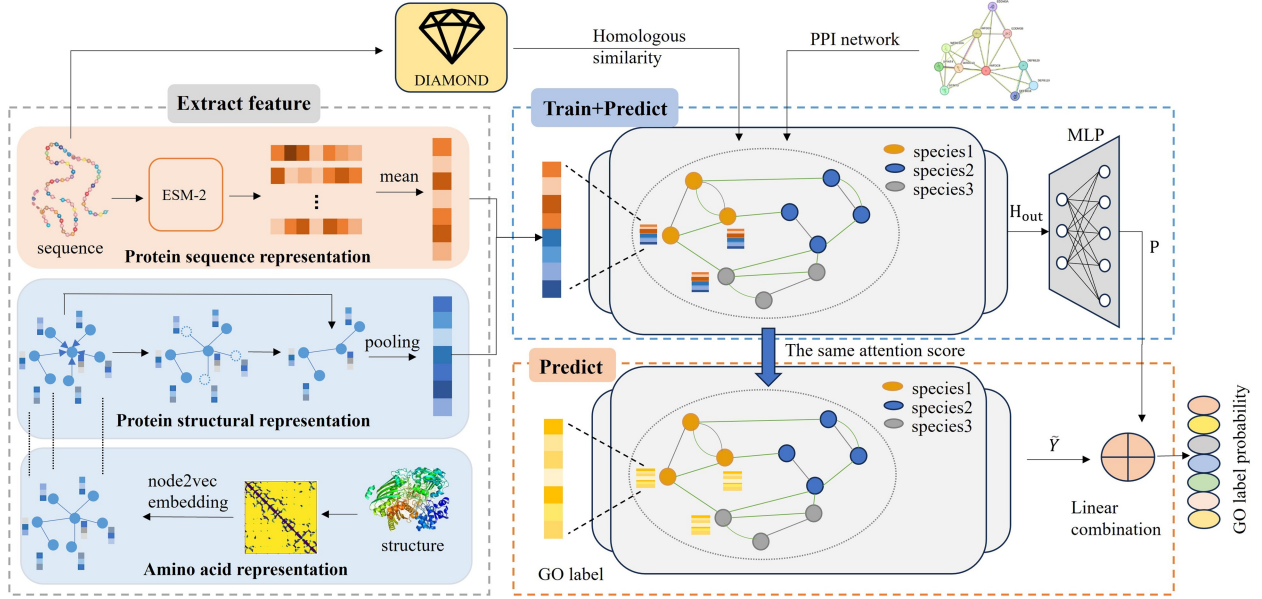 DIAMOND
Homologous
similarity
PPI network
Extract feature
Train+Predict
MLP
ESM-2
mean
sequence
Protein sequence representation
...
species1
species2
species3
H_out
P
pooling
Protein structural representation
The same attention score
Predict
species1
species2
species3
node2vec
embedding
structure
Amino acid representation
GO label
Ȳ
Linear
combination
GO label probability